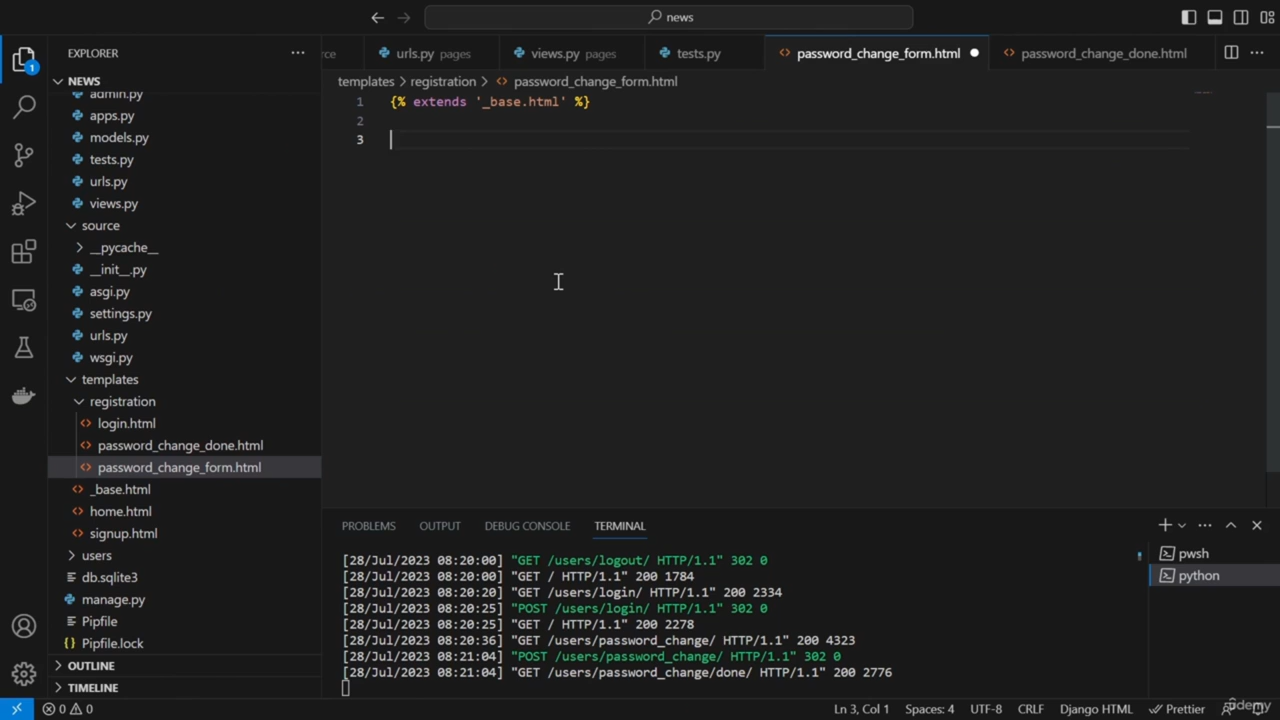 news
EXPLORER
rce
urls.py pages
views.py pages
tests.py
password_change_form.html
password_change_done.html
NEWS
templates > registration > password_change_form.html
admin.py
apps.py
models.py
tests.py
urls.py
views.py
source
__pycache__
__init__.py
asgi.py
settings.py
urls.py
wsgi.py
templates
registration
login.html
password_change_done.html
password_change_form.html
_base.html
home.html
signup.html
users
db.sqlite3
manage.py
Pipfile
Pipfile.lock
OUTLINE
TIMELINE
1 {% extends '_base.html' %}
2
3
PROBLEMS OUTPUT DEBUG CONSOLE TERMINAL
[28/Jul/2023 08:20:00] "GET /users/logout/ HTTP/1.1" 302 0
[28/Jul/2023 08:20:00] "GET / HTTP/1.1" 200 1784
[28/Jul/2023 08:20:20] "GET /users/login/ HTTP/1.1" 200 2334
[28/Jul/2023 08:20:25] "POST /users/login/ HTTP/1.1" 302 0
[28/Jul/2023 08:20:25] "GET / HTTP/1.1" 200 2278
[28/Jul/2023 08:20:36] "GET /users/password_change/ HTTP/1.1" 200 4323
[28/Jul/2023 08:21:04] "POST /users/password_change/ HTTP/1.1" 302 0
[28/Jul/2023 08:21:04] "GET /users/password_change/done/ HTTP/1.1" 200 2776
pwsh
python
1
0 0
Ln 3, Col 1 Spaces: 4 UTF-8 CRLF Django HTML Prettier
Udemy